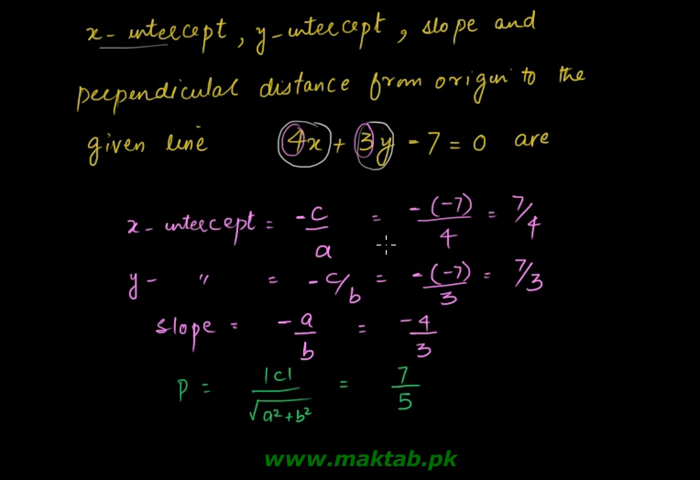 x-intercept, y-intercept, slope and
perpendicular distance from origin to the
given line 4x + 3y - 7 = 0 are
x-intercept = -c/a = -(-7)/4 = 7/4
y- " = -c/b = -(-7)/3 = 7/3
slope = -a/b = -4/3
P = |c|/√(a²+b²) = 7/5
www.maktab.pk